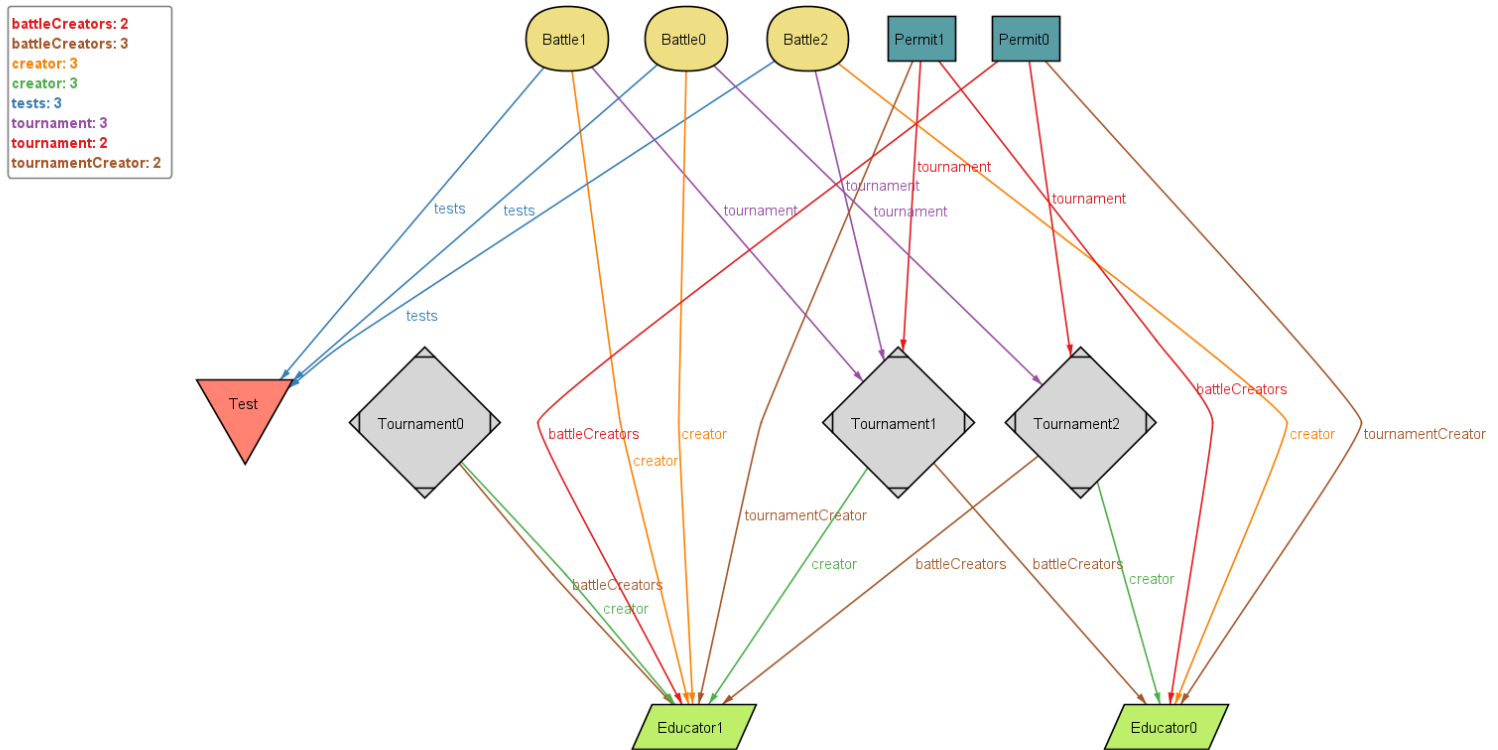 battleCreators: 2
battleCreators: 3
creator: 3
creator: 3
tests: 3
tournament: 3
tournament: 2
tournamentCreator: 2
Battle1
Battle0
Battle2
Permit1
Permit0
tournament
tournament
tournament
tests
tests
tournament
tournament
tests
battleCreators
Test
Tournament0
Tournament1
Tournament2
battleCreators
creator
creator
tournamentCreator
creator
tournamentCreator
creator
battleCreators
battleCreators
battleCreators
creator
creator
Educator1
Educator0